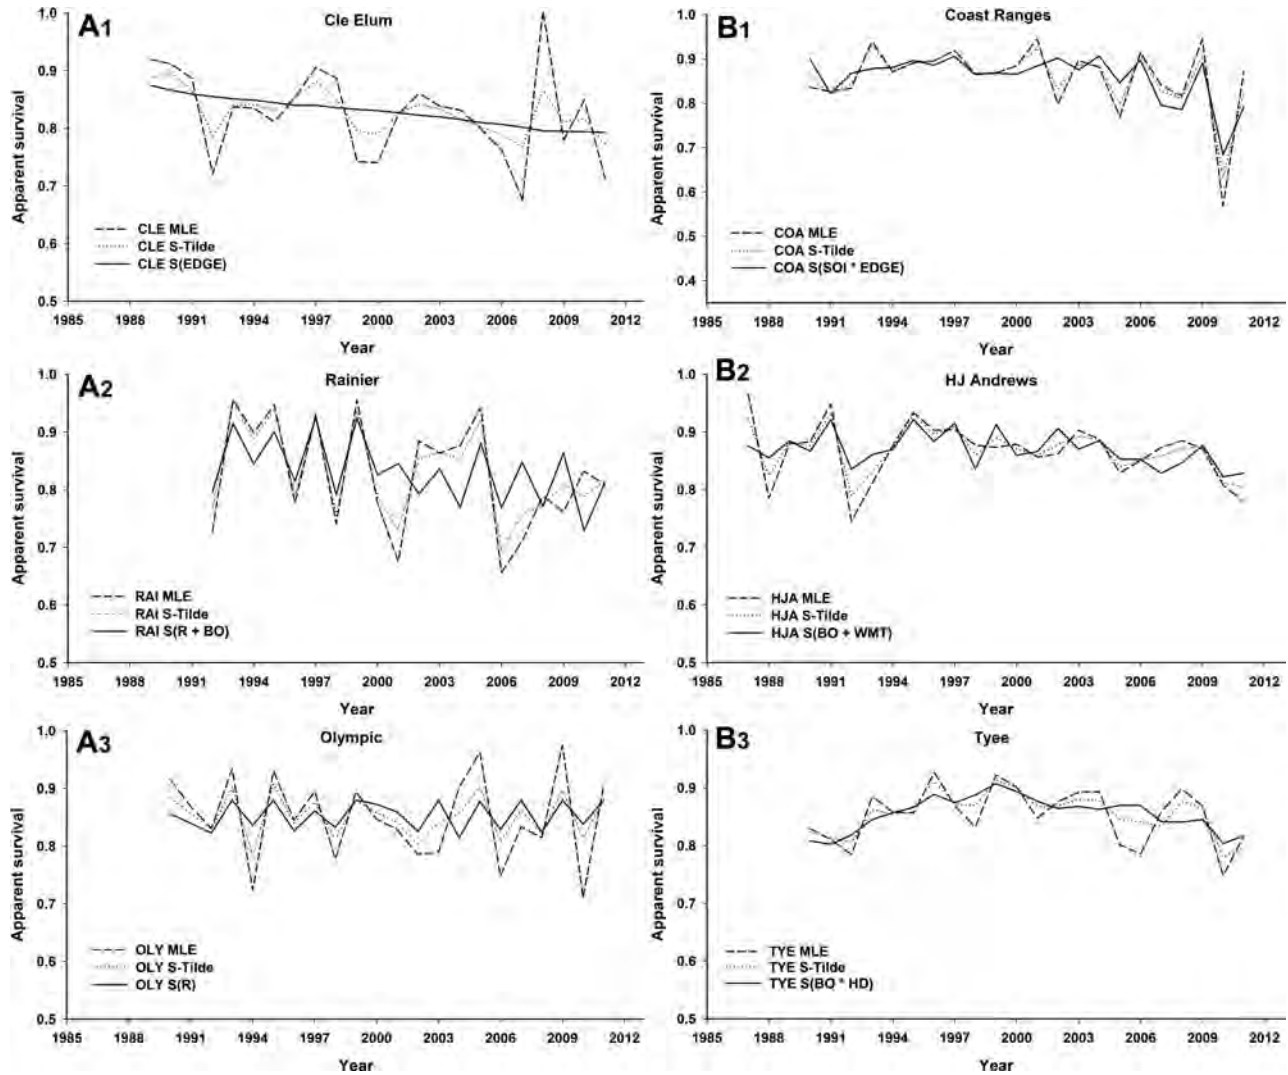 A1
Cle Elum
1.0
0.9
0.8
0.7
0.6
0.5
Apparent survival
CLE MLE
CLE S-Tilde
CLE S(EDGE)
1985 1988 1991 1994 1997 2000 2003 2006 2009 2012
Year
B1
Coast Ranges
1.0
0.9
0.8
0.7
0.6
0.5
0.4
Apparent survival
COA MLE
COA S-Tilde
COA S(SOI * EDGE)
1985 1988 1991 1994 1997 2000 2003 2006 2009 2012
Year
A2
Rainier
1.0
0.9
0.8
0.7
0.6
0.5
Apparent survival
RAI MLE
RAI S-Tilde
RAI S(R + BO)
1985 1988 1991 1994 1997 2000 2003 2006 2009 2012
Year
B2
HJ Andrews
1.0
0.9
0.8
0.7
0.6
0.5
Apparent survival
HJA MLE
HJA S-Tilde
HJA S(BO + WMT)
1985 1988 1991 1994 1997 2000 2003 2006 2009 2012
Year
A3
Olympic
1.0
0.9
0.8
0.7
0.6
0.5
Apparent survival
OLY MLE
OLY S-Tilde
OLY S(R)
1985 1988 1991 1994 1997 2000 2003 2006 2009 2012
Year
B3
Tyee
1.0
0.9
0.8
0.7
0.6
0.5
Apparent survival
TYE MLE
TYE S-Tilde
TYE S(BO * HD)
1985 1988 1991 1994 1997 2000 2003 2006 2009 2012
Year